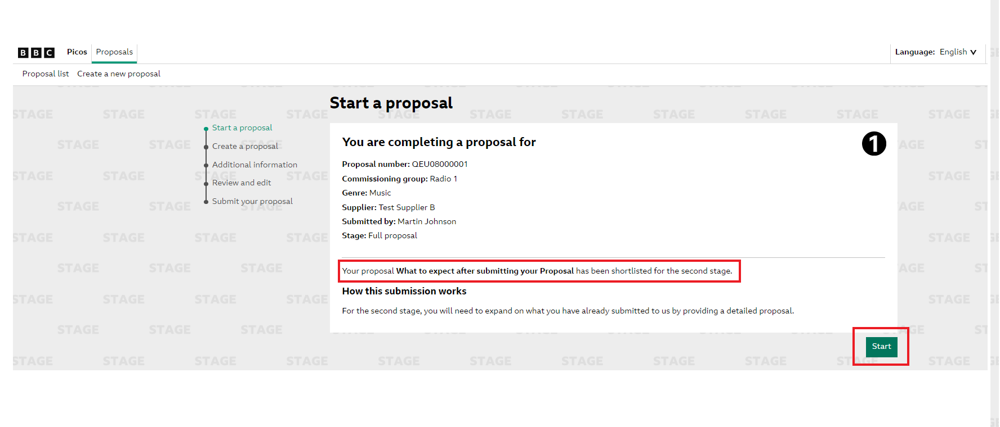 BBC Picos Proposals Language: English
Proposal list Create a new proposal
Start a proposal
Start a proposal
Create a proposal
Additional information
Review and edit
Submit your proposal
You are completing a proposal for
1
Proposal number: QEU08000001
Commissioning group: Radio 1
Genre: Music
Supplier: Test Supplier B
Submitted by: Martin Johnson
Stage: Full proposal
Your proposal What to expect after submitting your Proposal has been shortlisted for the second stage.
How this submission works
For the second stage, you will need to expand on what you have already submitted to us by providing a detailed proposal.
Start
STAGE